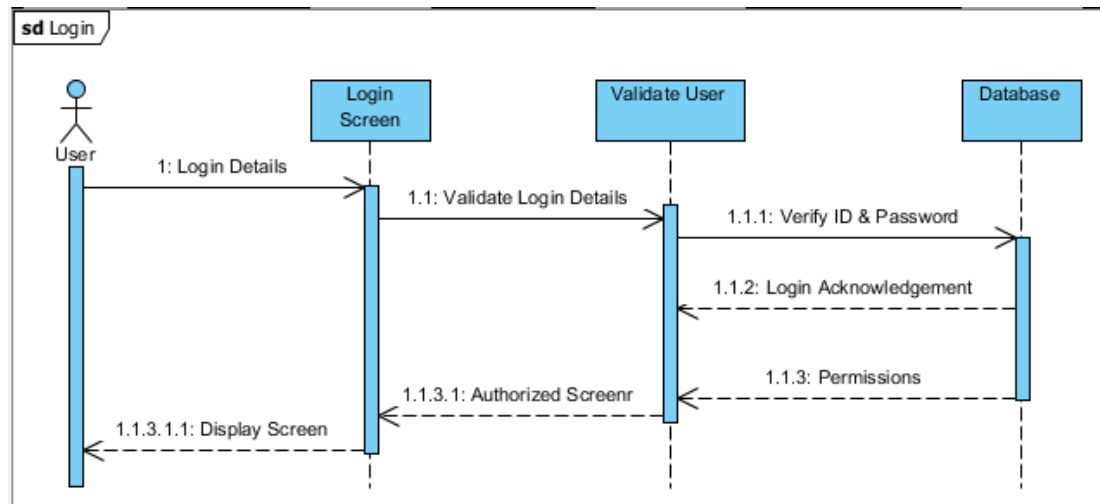 sd Login
Login
Screen
Validate User
Database
User
1: Login Details
1.1: Validate Login Details
1.1.1: Verify ID & Password
1.1.2: Login Acknowledgement
1.1.3: Permissions
1.1.3.1: Authorized Screenr
1.1.3.1.1: Display Screen